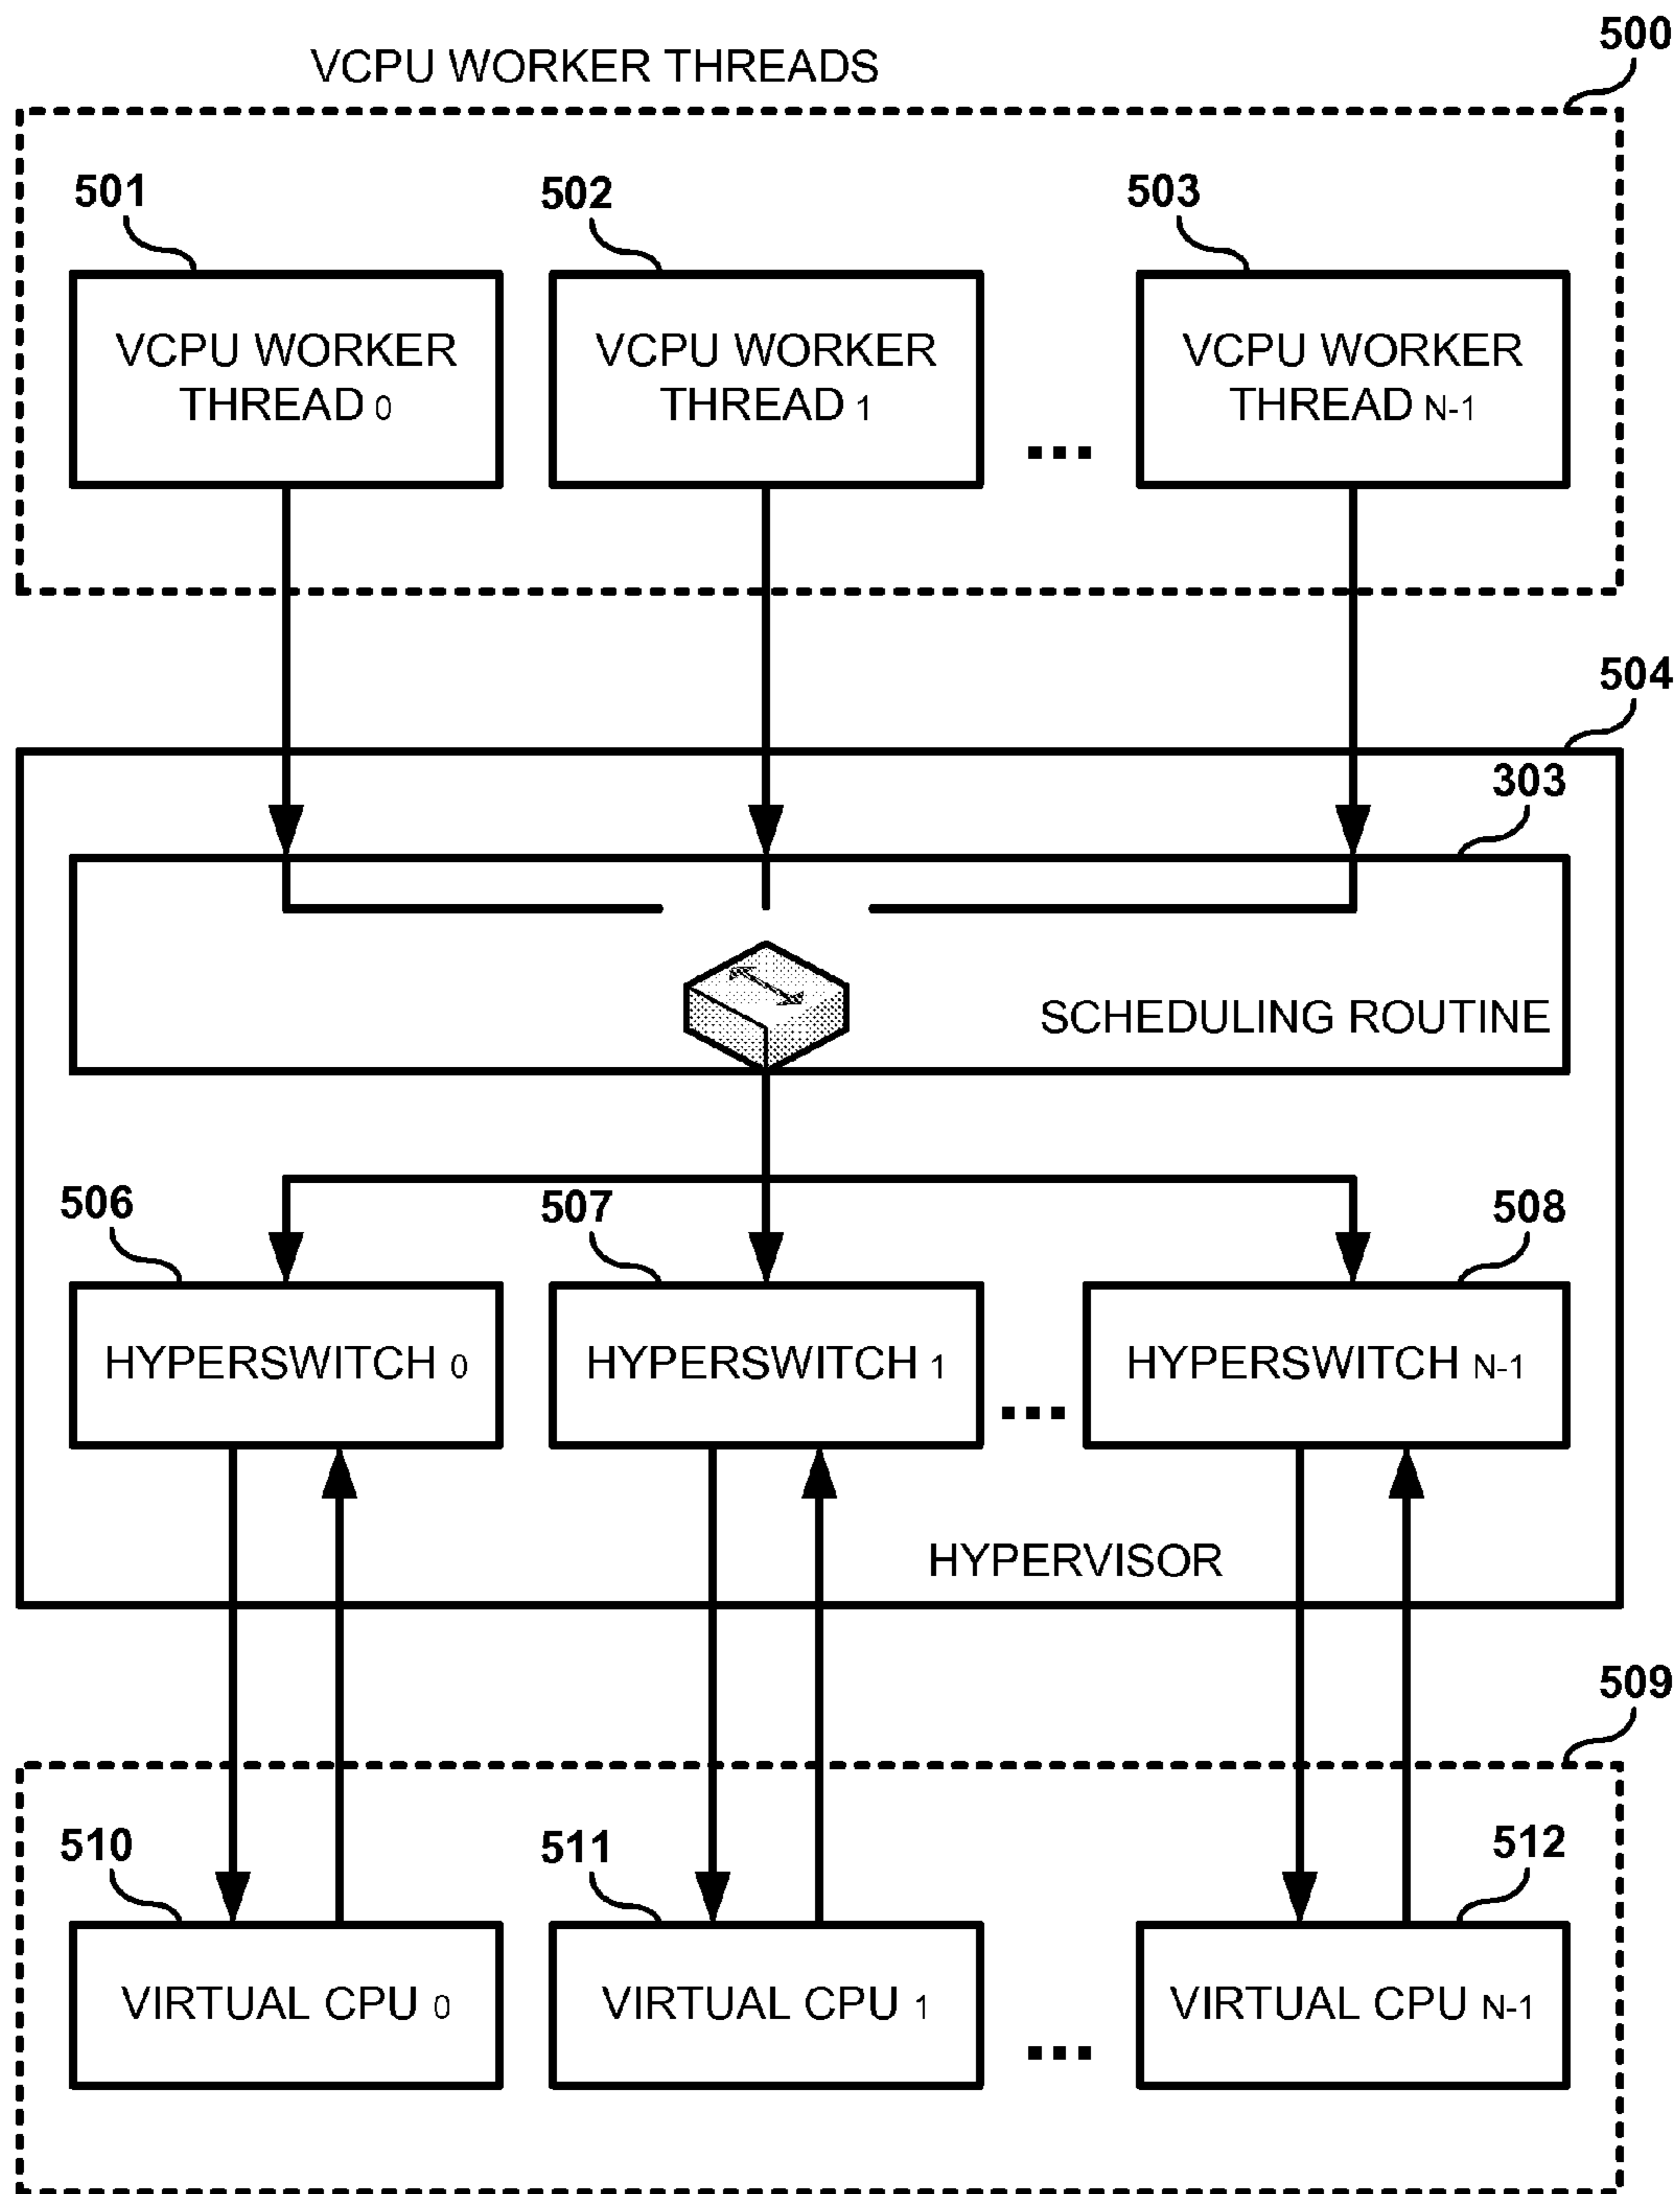 500
VCPU WORKER THREADS
501
502
503
VCPU WORKER
THREAD 0
VCPU WORKER
THREAD 1
...
VCPU WORKER
THREAD N-1
504
303
SCHEDULING ROUTINE
506
507
508
HYPERSWITCH 0
HYPERSWITCH 1
...
HYPERSWITCH N-1
HYPERVISOR
509
510
511
512
VIRTUAL CPU 0
VIRTUAL CPU 1
...
VIRTUAL CPU N-1